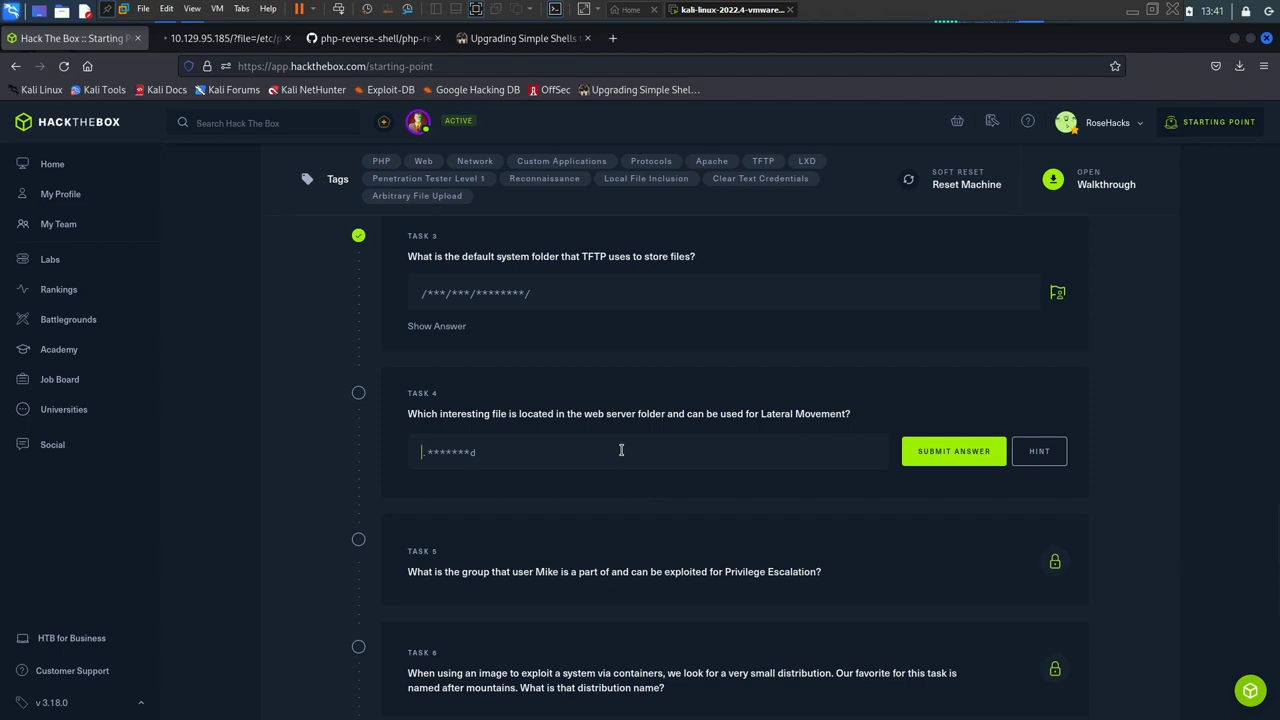 File Edit View VM Tabs Help
Home
kali-linux-2022.4-vmware...
13:41
Hack The Box :: Starting P
10.129.95.185/?file=/etc/p
php-reverse-shell/php-re
Upgrading Simple Shells t
https://app.hackthebox.com/starting-point
Kali Linux
Kali Tools
Kali Docs
Kali Forums
Kali NetHunter
Exploit-DB
Google Hacking DB
OffSec
Upgrading Simple Shel...
HACKTHEBOX
Search Hack The Box
ACTIVE
RoseHacks
STARTING POINT
Home
My Profile
My Team
Labs
Rankings
Battlegrounds
Academy
Job Board
Universities
Social
HTB for Business
Customer Support
v 3.18.0
Tags
PHP
Web
Network
Custom Applications
Protocols
Apache
TFTP
LXD
Penetration Tester Level 1
Reconnaissance
Local File Inclusion
Clear Text Credentials
Arbitrary File Upload
SOFT RESET
Reset Machine
OPEN
Walkthrough
TASK 3
What is the default system folder that TFTP uses to store files?
/***/***/********/
Show Answer
TASK 4
Which interesting file is located in the web server folder and can be used for Lateral Movement?
.*******d
SUBMIT ANSWER
HINT
TASK 5
What is the group that user Mike is a part of and can be exploited for Privilege Escalation?
TASK 6
When using an image to exploit a system via containers, we look for a very small distribution. Our favorite for this task is
named after mountains. What is that distribution name?